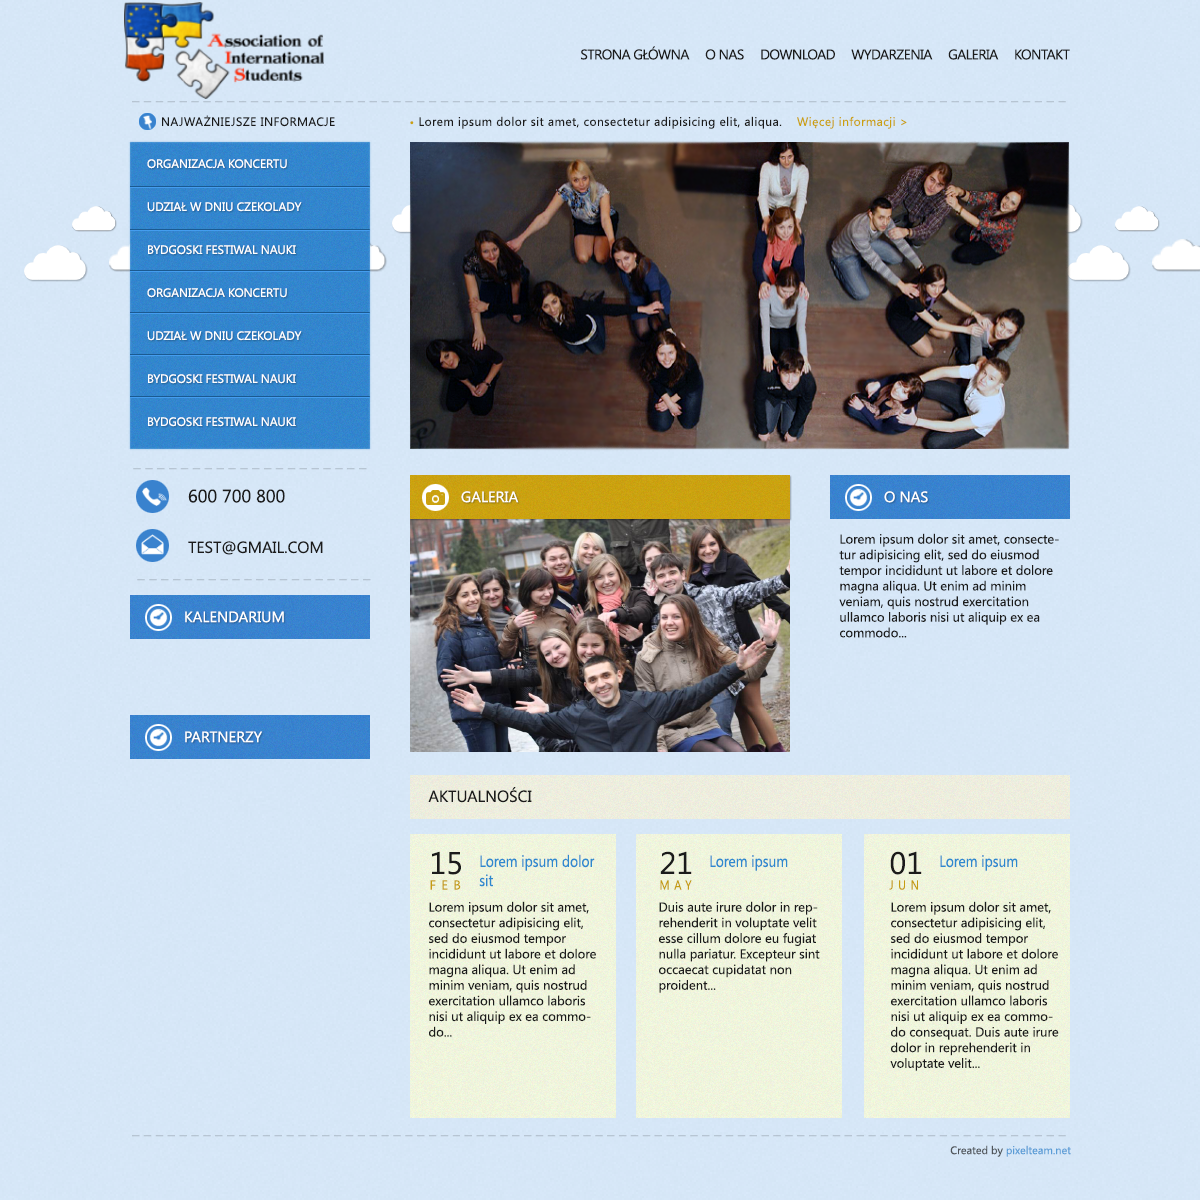 Association of
International
Students
STRONA GŁÓWNA O NAS DOWNLOAD WYDARZENIA GALERIA KONTAKT
NAJWAŻNIEJSZE INFORMACJE
• Lorem ipsum dolor sit amet, consectetur adipisicing elit, aliqua. Więcej informacji >
ORGANIZACJA KONCERTU
UDZIAŁ W DNIU CZEKOLADY
BYDGOSKI FESTIWAL NAUKI
ORGANIZACJA KONCERTU
UDZIAŁ W DNIU CZEKOLADY
BYDGOSKI FESTIWAL NAUKI
BYDGOSKI FESTIWAL NAUKI
600 700 800
TEST@GMAIL.COM
KALENDARIUM
PARTNERZY
GALERIA
O NAS
Lorem ipsum dolor sit amet, consecte-
tur adipisicing elit, sed do eiusmod
tempor incididunt ut labore et dolore
magna aliqua. Ut enim ad minim
veniam, quis nostrud exercitation
ullamco laboris nisi ut aliquip ex ea
commodo...
AKTUALNOŚCI
15
FEB
Lorem ipsum dolor
sit
Lorem ipsum dolor sit amet,
consectetur adipisicing elit,
sed do eiusmod tempor
incididunt ut labore et dolore
magna aliqua. Ut enim ad
minim veniam, quis nostrud
exercitation ullamco laboris
nisi ut aliquip ex ea commo-
do...
21
MAY
Lorem ipsum
Duis aute irure dolor in rep-
rehenderit in voluptate velit
esse cillum dolore eu fugiat
nulla pariatur. Excepteur sint
occaecat cupidatat non
proident...
01
JUN
Lorem ipsum
Lorem ipsum dolor sit amet,
consectetur adipisicing elit,
sed do eiusmod tempor
incididunt ut labore et dolore
magna aliqua. Ut enim ad
minim veniam, quis nostrud
exercitation ullamco laboris
nisi ut aliquip ex ea commo-
do consequat. Duis aute irure
dolor in reprehenderit in
voluptate velit...
Created by pixelteam.net